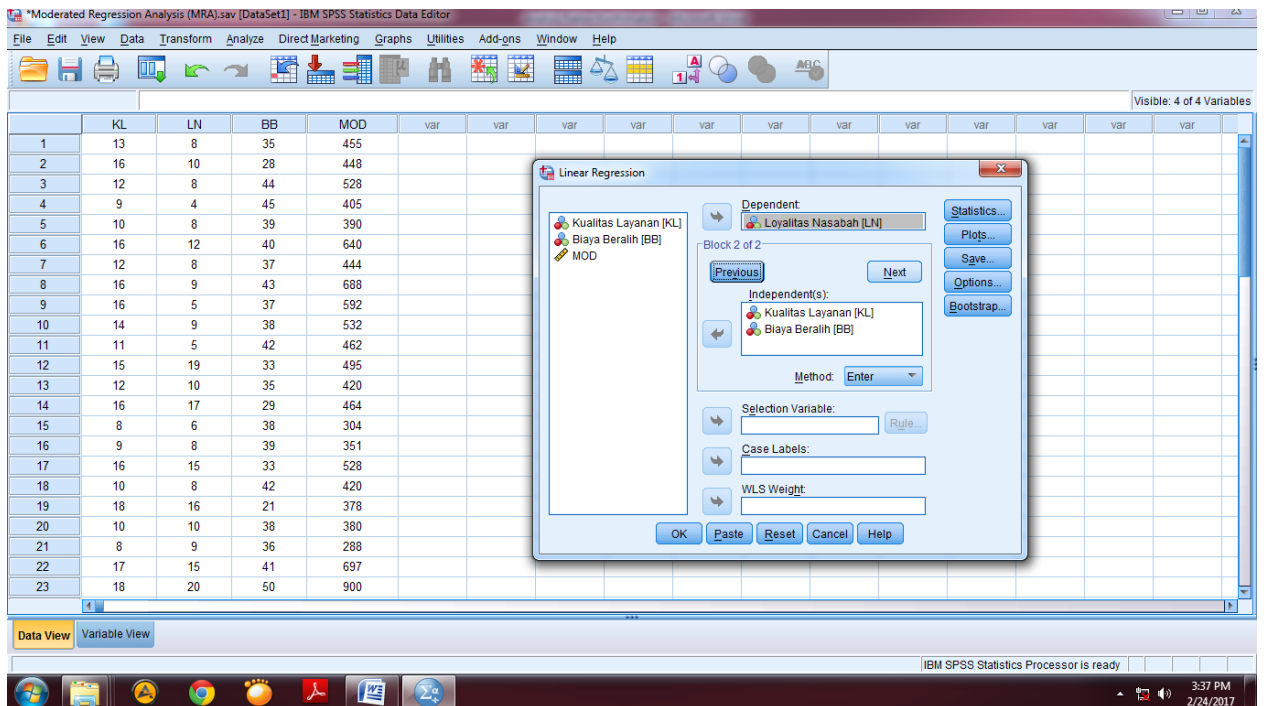 *Moderated Regression Analysis (MRA).sav [DataSet1] - IBM SPSS Statistics Data Editor
File Edit View Data Transform Analyze Direct Marketing Graphs Utilities Add-ons Window Help
Visible: 4 of 4 Variables
KL LN BB MOD var var var var var var var var var var var var
1 13 8 35 455
2 16 10 28 448
3 12 8 44 528
4 9 4 45 405
5 10 8 39 390
6 16 12 40 640
7 12 8 37 444
8 16 9 43 688
9 16 5 37 592
10 14 9 38 532
11 11 5 42 462
12 15 19 33 495
13 12 10 35 420
14 16 17 29 464
15 8 6 38 304
16 9 8 39 351
17 16 15 33 528
18 10 8 42 420
19 18 16 21 378
20 10 10 38 380
21 8 9 36 288
22 17 15 41 697
23 18 20 50 900
Linear Regression
Kualitas Layanan [KL]
Biaya Beralih [BB]
MOD
Dependent:
Loyalitas Nasabah [LN]
Block 2 of 2
Previous Next
Independent(s):
Kualitas Layanan [KL]
Biaya Beralih [BB]
Method: Enter
Selection Variable:
Rule...
Case Labels:
WLS Weight:
Statistics...
Plots...
Save...
Options...
Bootstrap...
OK Paste Reset Cancel Help
Data View Variable View
IBM SPSS Statistics Processor is ready
3:37 PM
2/24/2017